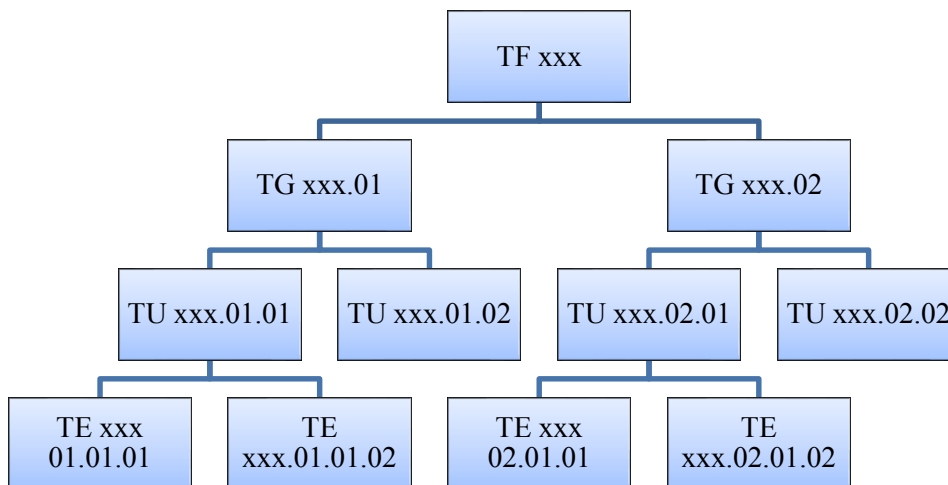 TF xxx
TG xxx.01
TG xxx.02
TU xxx.01.01
TU xxx.01.02
TU xxx.02.01
TU xxx.02.02
TE xxx
01.01.01
TE
xxx.01.01.02
TE xxx
02.01.01
TE
xxx.02.01.02